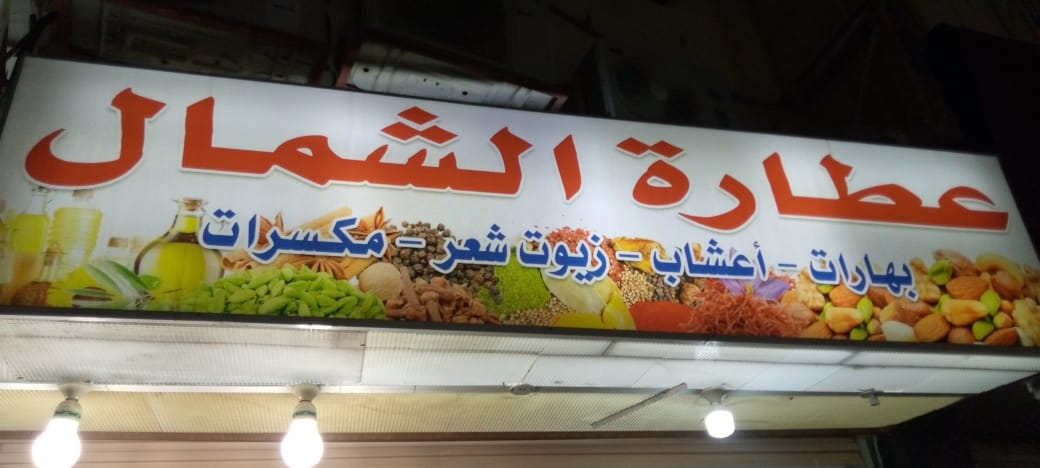 عطارة الشمال
بهارات - أعشاب - زيوت شعر - مكسرات